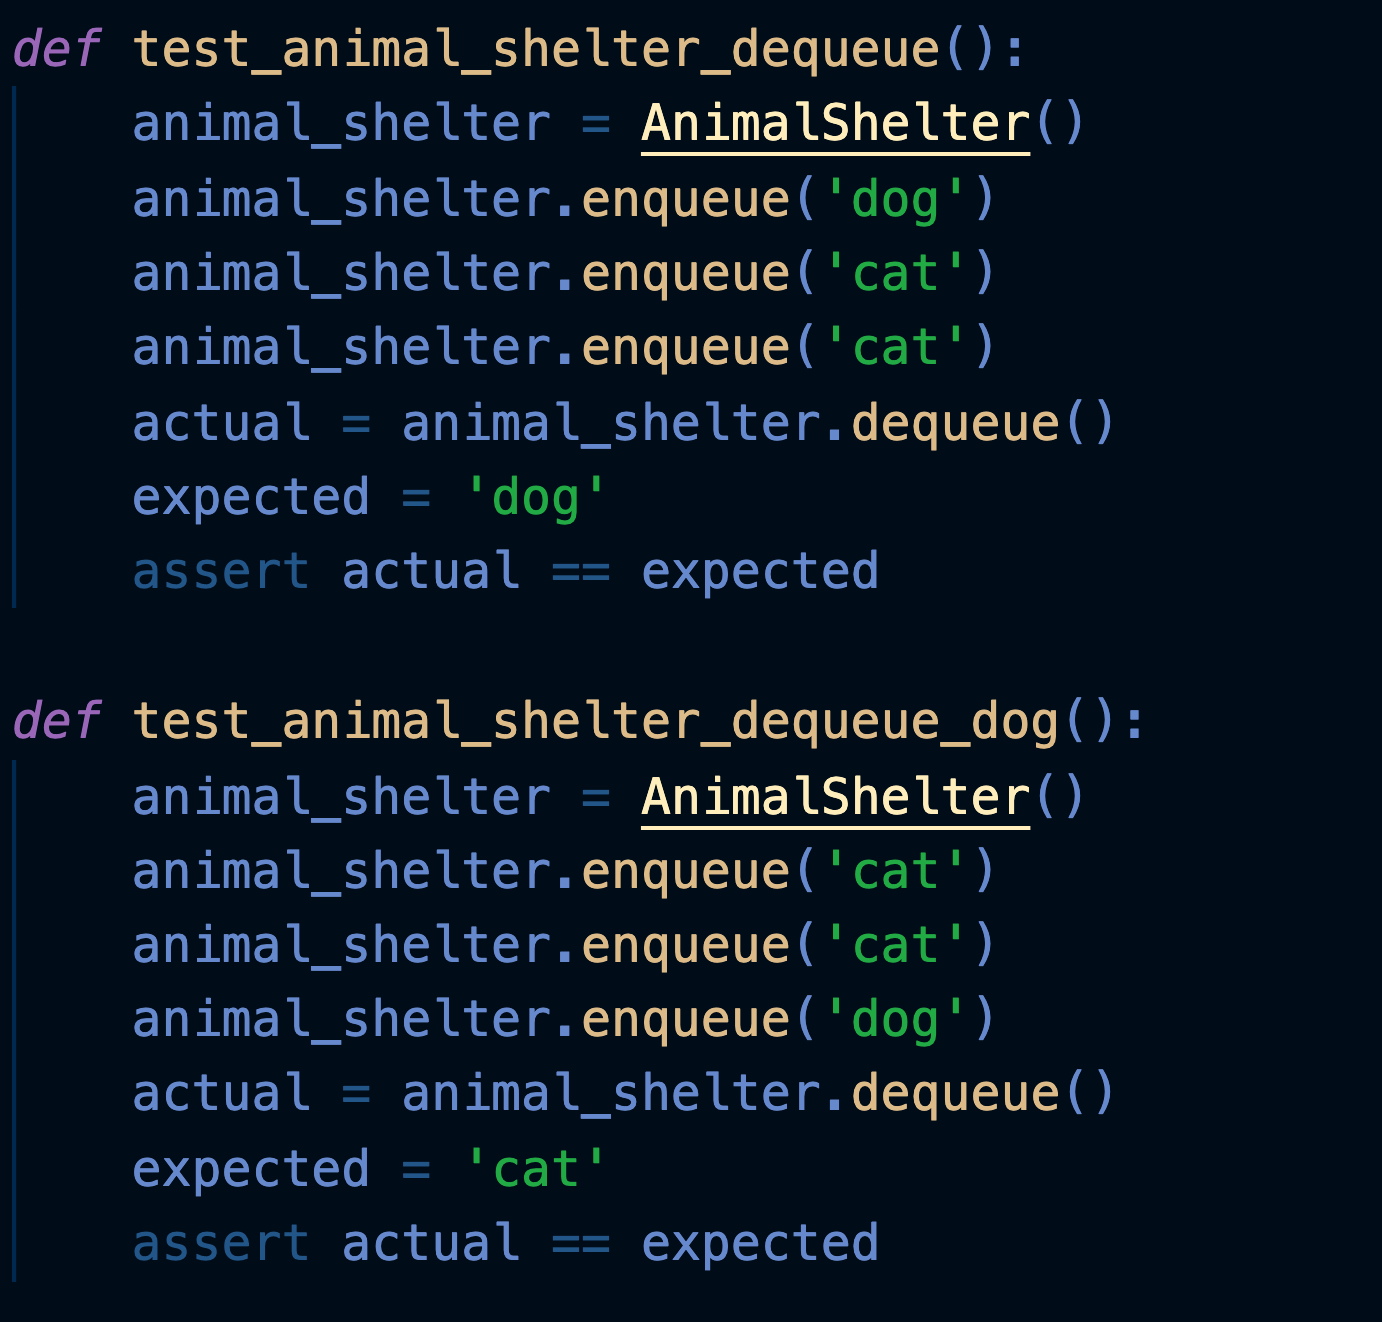 def test_animal_shelter_dequeue():
    animal_shelter = AnimalShelter()
    animal_shelter.enqueue('dog')
    animal_shelter.enqueue('cat')
    animal_shelter.enqueue('cat')
    actual = animal_shelter.dequeue()
    expected = 'dog'
    assert actual == expected

def test_animal_shelter_dequeue_dog():
    animal_shelter = AnimalShelter()
    animal_shelter.enqueue('cat')
    animal_shelter.enqueue('cat')
    animal_shelter.enqueue('dog')
    actual = animal_shelter.dequeue()
    expected = 'cat'
    assert actual == expected